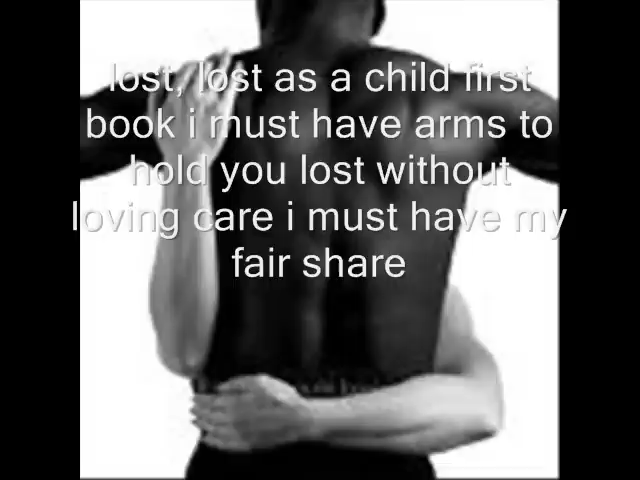 lost, lost as a child first
book i must have arms to
hold you lost without
loving care i must have my
fair share